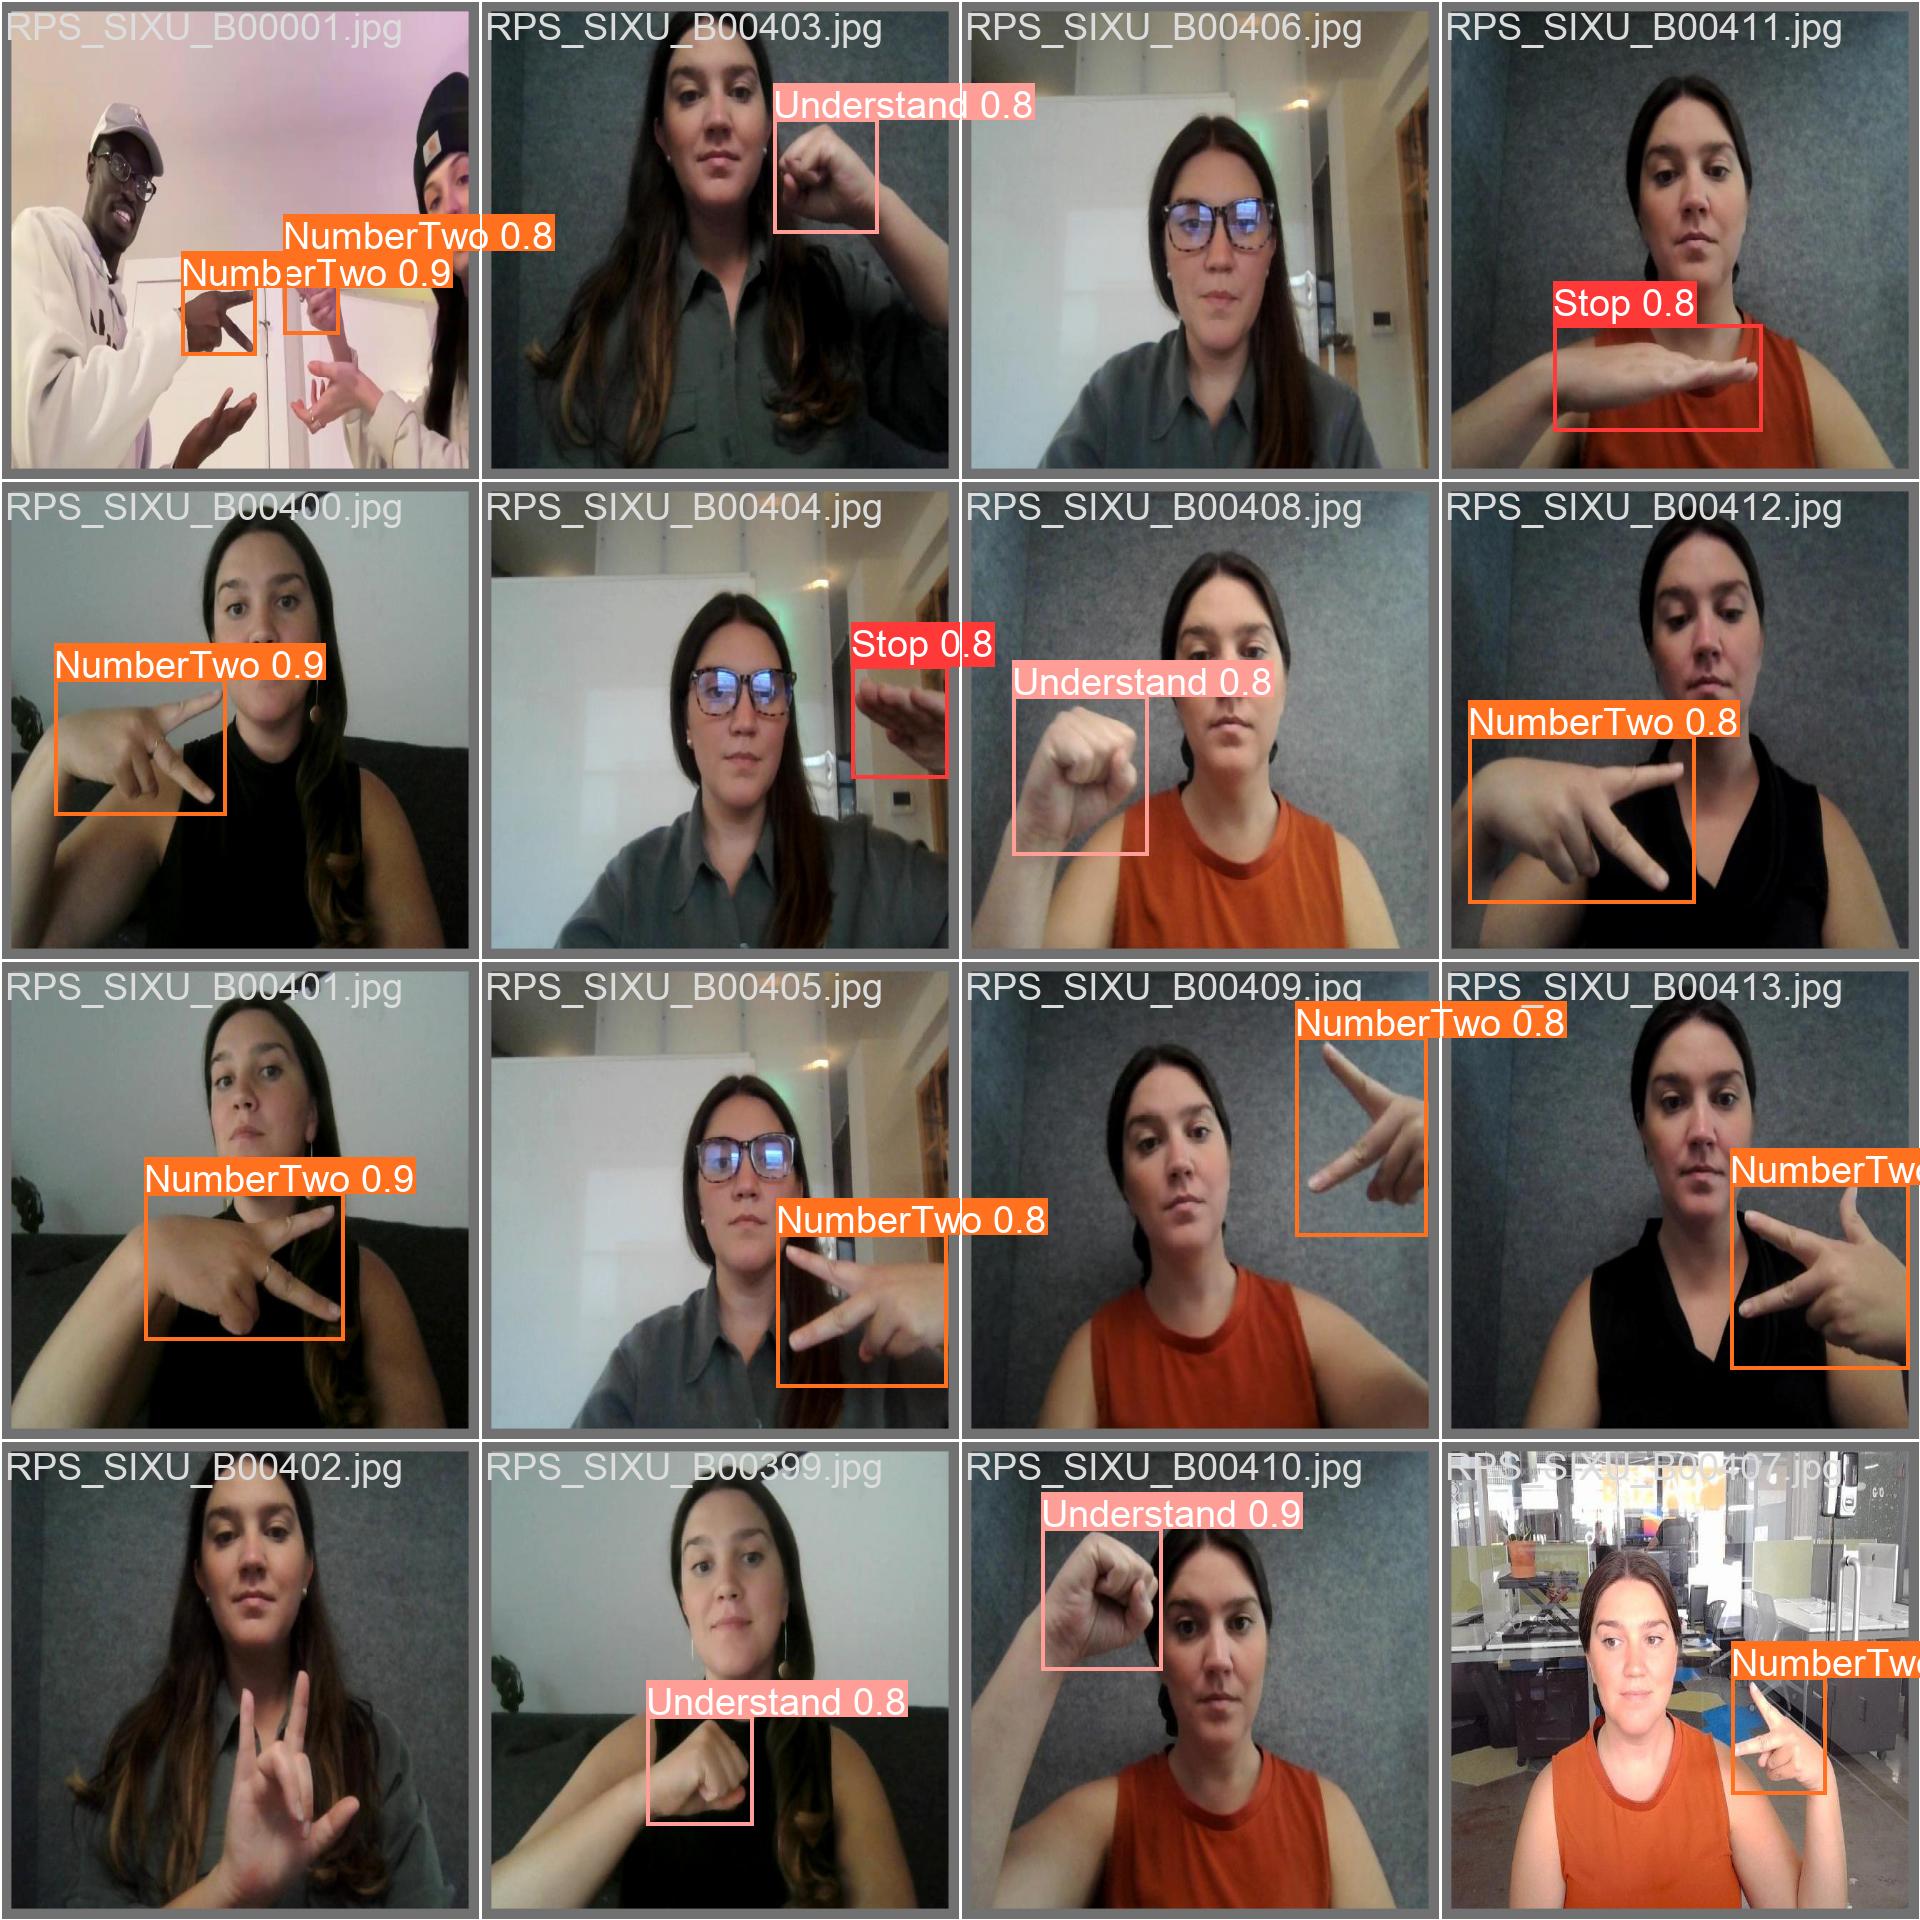 RPS_SIXU_B00001.jpg
NumberTwo 0.8
NumberTwo 0.9
RPS_SIXU_B00403.jpg
Understand 0.8
RPS_SIXU_B00406.jpg
RPS_SIXU_B00411.jpg
Stop 0.8
RPS_SIXU_B00400.jpg
NumberTwo 0.9
RPS_SIXU_B00404.jpg
Stop 0.8
RPS_SIXU_B00408.jpg
Understand 0.8
RPS_SIXU_B00412.jpg
NumberTwo 0.8
RPS_SIXU_B00401.jpg
NumberTwo 0.9
RPS_SIXU_B00405.jpg
NumberTwo 0.8
RPS_SIXU_B00409.jpg
NumberTwo 0.8
RPS_SIXU_B00413.jpg
RPS_SIXU_B00402.jpg
RPS_SIXU_B00399.jpg
Understand 0.8
RPS_SIXU_B00410.jpg
Understand 0.9
RPS_SIXU_B00407.jpg